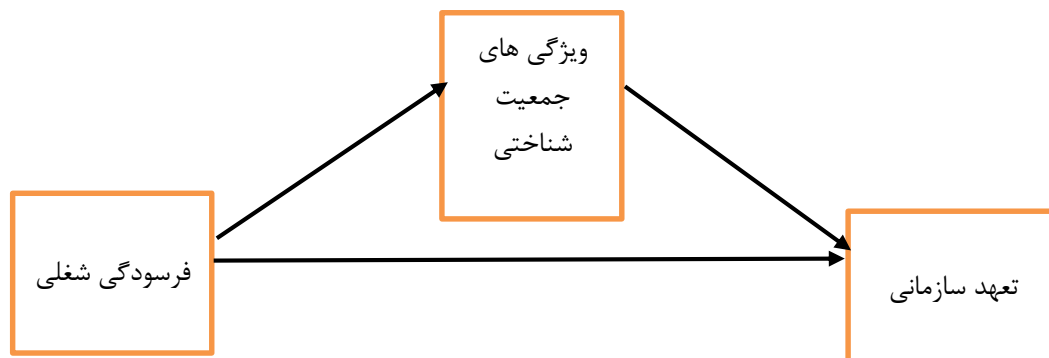 ویژگی های
جمعیت
شناختی
فرسودگی شغلی
تعهد سازمانی